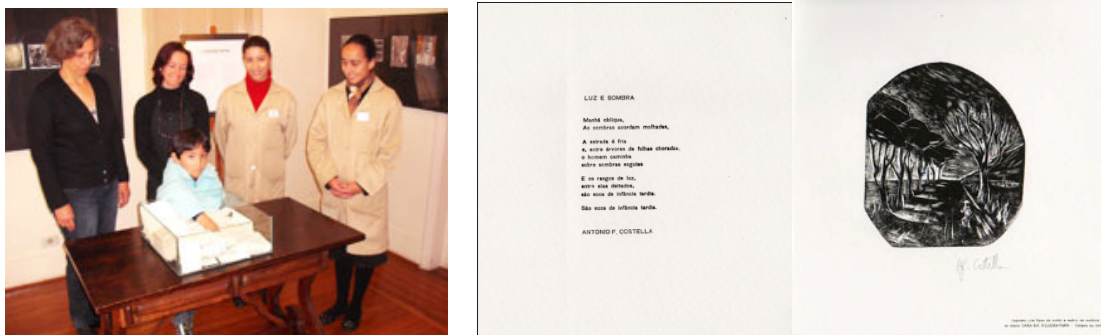 LUZ E SOMBRA
Manhã oblíqua,
As sombras acordam molhadas,
A estrada é fria
e, entre árvores de folhas choradas,
o homem caminha
sobre sombras esguias
E os rasgos de luz,
entre elas deitados,
são ecos de infância tardia.
São ecos de infância tardia.
ANTONIO F. COSTELLA